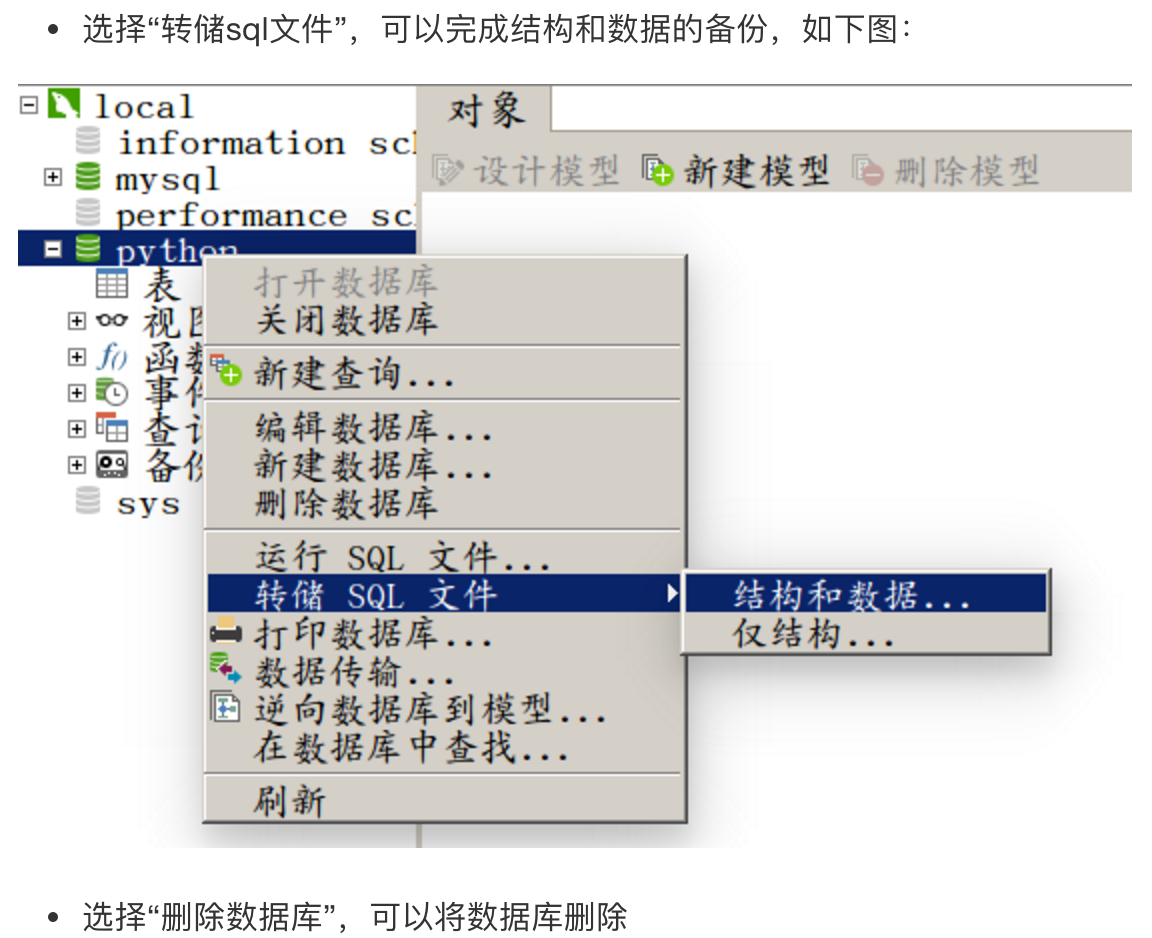 • 选择“转储sql文件”，可以完成结构和数据的备份，如下图：
local
对象
information sc
设计模型 新建模型 删除模型
mysql
performance sc
python
表
视图
函数
事件
查询
备份
sys
打开数据库
关闭数据库
新建查询...
编辑数据库...
新建数据库...
删除数据库
运行 SQL 文件...
转储 SQL 文件
结构和数据...
仅结构...
打印数据库...
数据传输...
逆向数据库到模型...
在数据库中查找...
刷新
• 选择“删除数据库”，可以将数据库删除